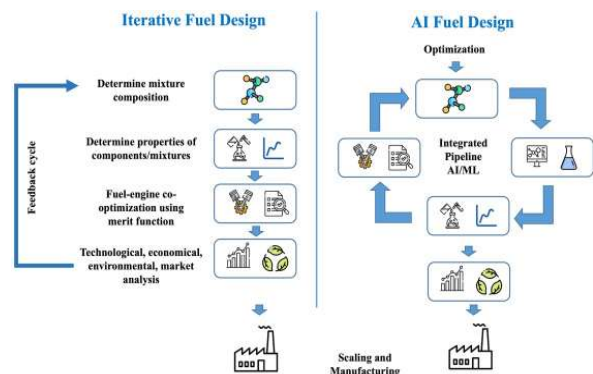 Iterative Fuel Design
AI Fuel Design
Feedback cycle
Determine mixture
composition
Determine properties of
components/mixtures
Fuel-engine co-
optimization using
merit function
Technological, economical,
environmental, market
analysis
Optimization
Integrated
Pipeline
AI/ML
Scaling and
Manufacturing